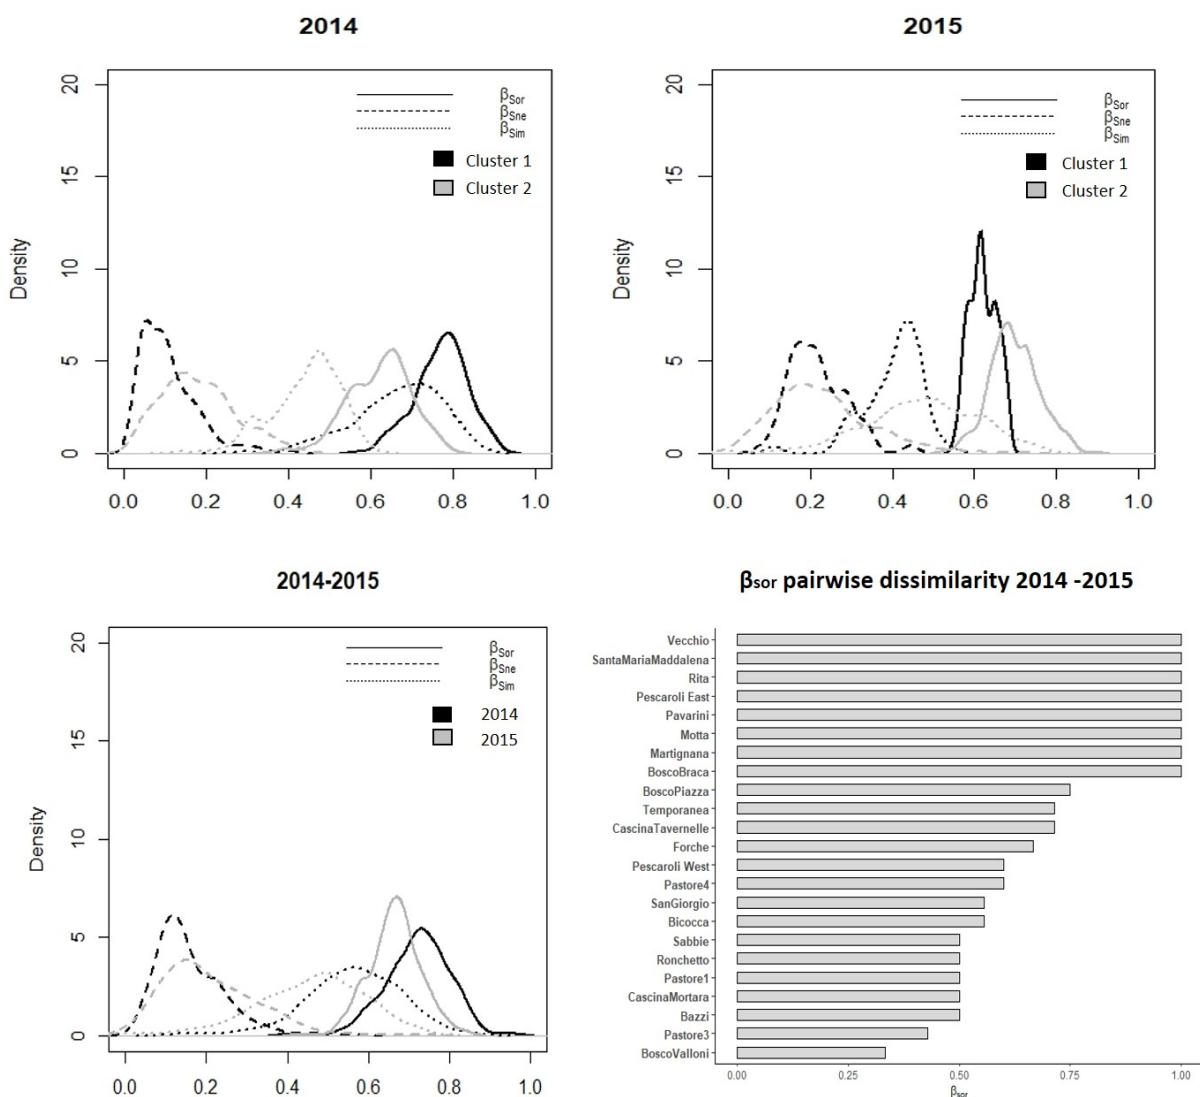 2014
20
15
10
5
0
Density
βSor
βSne
βSim
Cluster 1
Cluster 2
0.0 0.2 0.4 0.6 0.8 1.0
2015
20
15
10
5
0
Density
βSor
βSne
βSim
Cluster 1
Cluster 2
0.0 0.2 0.4 0.6 0.8 1.0
2014-2015
20
15
10
5
0
Density
βSor
βSne
βSim
2014
2015
0.0 0.2 0.4 0.6 0.8 1.0
βsor pairwise dissimilarity 2014 -2015
Vecchio
SantaMariaMaddalena
Rita
Pescaroli East
Pavarini
Motta
Martignana
BoscoBraca
BoscoPiazza
Temporanea
CascinaTavernelle
Forche
Pescaroli West
Pastore4
SanGiorgio
Bicocca
Sabbie
Ronchetto
Pastore1
CascinaMortara
Bazzi
Pastore3
BoscoValloni
0.00 0.25 0.50 0.75 1.00
βsor